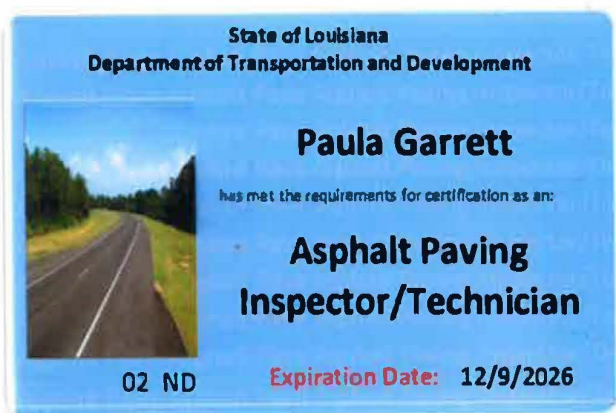 State of Louisiana
Department of Transportation and Development
Paula Garrett
has met the requirements for certification as an:
Asphalt Paving
Inspector/Technician
02 ND
Expiration Date: 12/9/2026